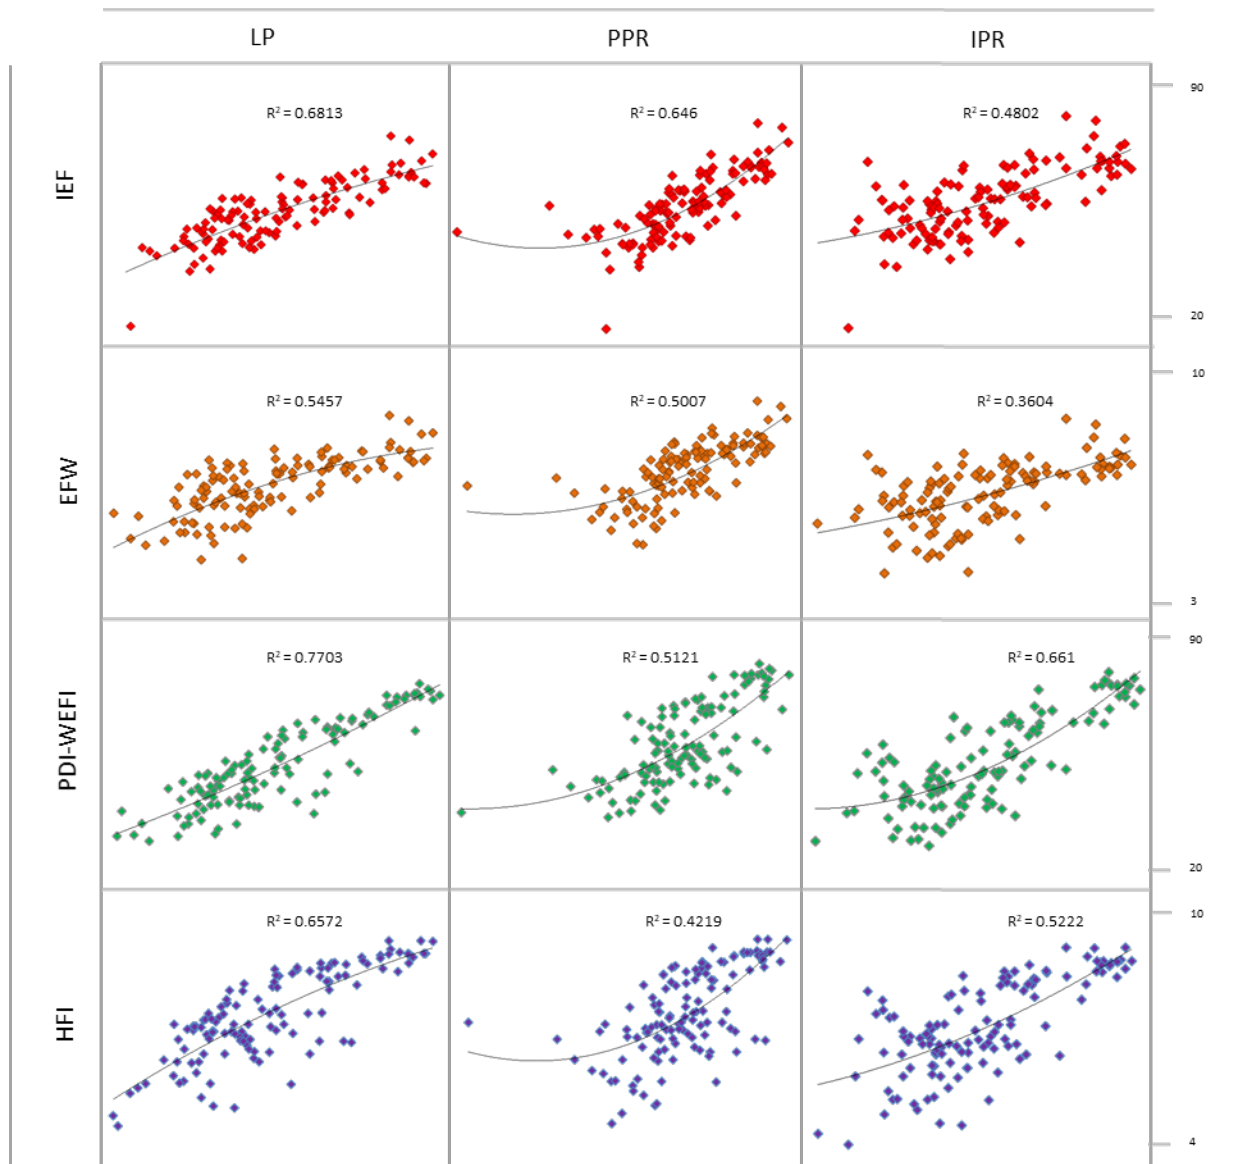 LP PPR IPR
IEF
R² = 0.6813
R² = 0.646
R² = 0.4802
90
20
EFW
R² = 0.5457
R² = 0.5007
R² = 0.3604
10
3
PDI-WEFI
R² = 0.7703
R² = 0.5121
R² = 0.661
90
20
HFI
R² = 0.6572
R² = 0.4219
R² = 0.5222
10
4